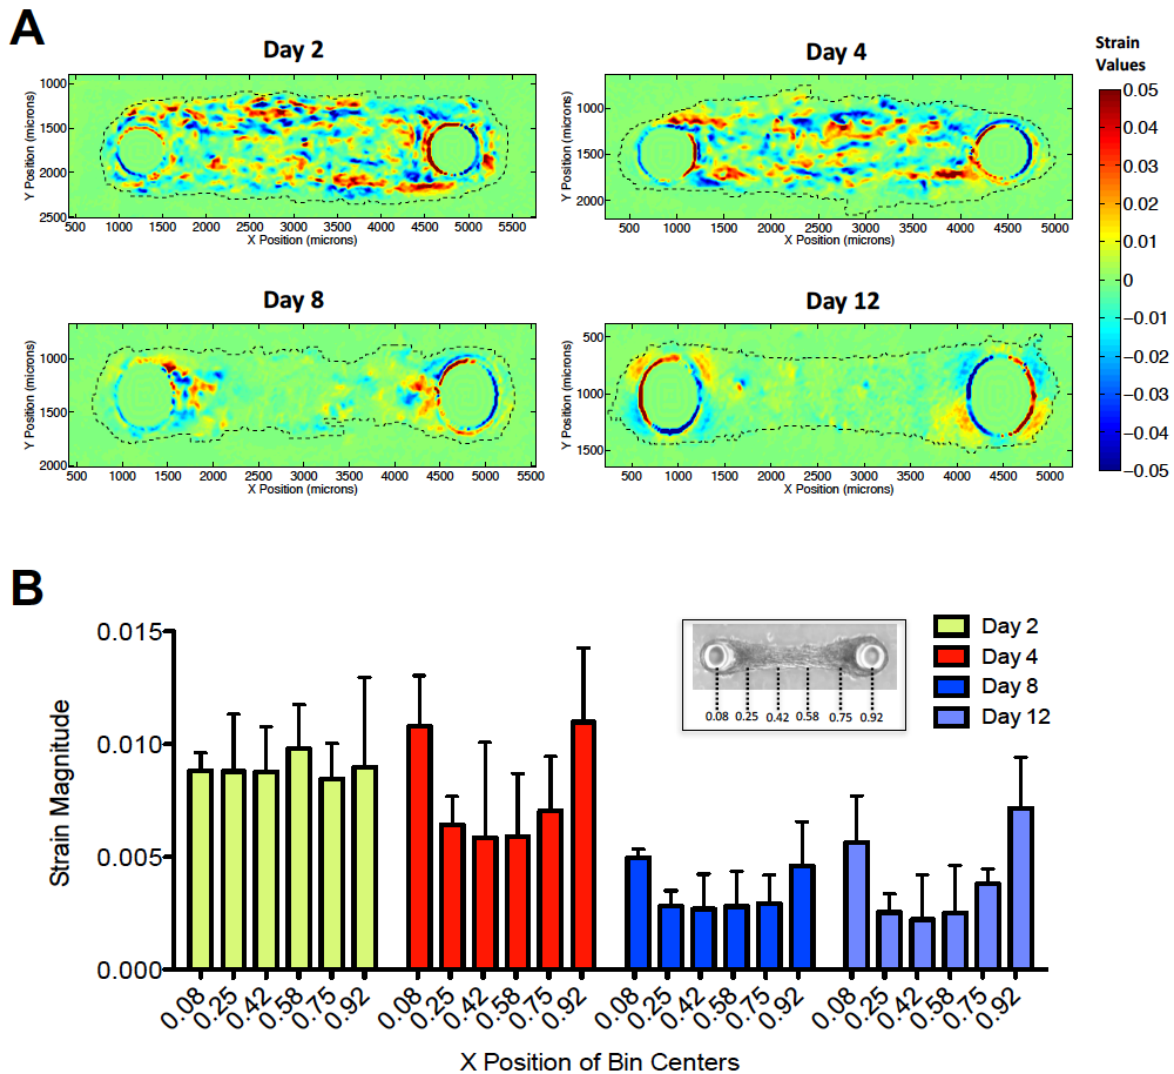 A
Day 2
Day 4
Strain
Values
Y Position (microns)
1000
1500
2000
2500
500 1000 1500 2000 2500 3000 3500 4000 4500 5000 5500
X Position (microns)
Y Position (microns)
1000
1500
2000
500 1000 1500 2000 2500 3000 3500 4000 4500 5000
X Position (microns)
0.05
0.04
0.03
0.02
0.01
0
−0.01
−0.02
−0.03
−0.04
−0.05
Day 8
Day 12
Y Position (microns)
1000
1500
2000
500 1000 1500 2000 2500 3000 3500 4000 4500 5000 5500
X Position (microns)
Y Position (microns)
500
1000
1500
500 1000 1500 2000 2500 3000 3500 4000 4500 5000
X Position (microns)
B
Strain Magnitude
0.015
0.010
0.005
0.000
0.08 0.25 0.42 0.58 0.75 0.92
Day 2
Day 4
Day 8
Day 12
0.08 0.25 0.42 0.58 0.75 0.92 0.08 0.25 0.42 0.58 0.75 0.92 0.08 0.25 0.42 0.58 0.75 0.92 0.08 0.25 0.42 0.58 0.75 0.92
X Position of Bin Centers